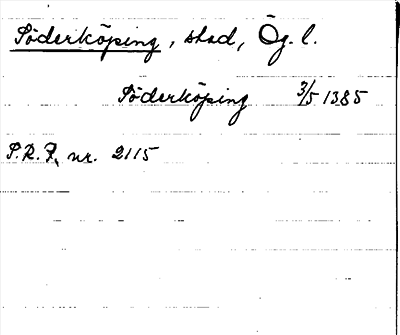 Söderköping, stad, Ög. l.
Söderköping 3/5 1385
S.R.P. nr. 2115